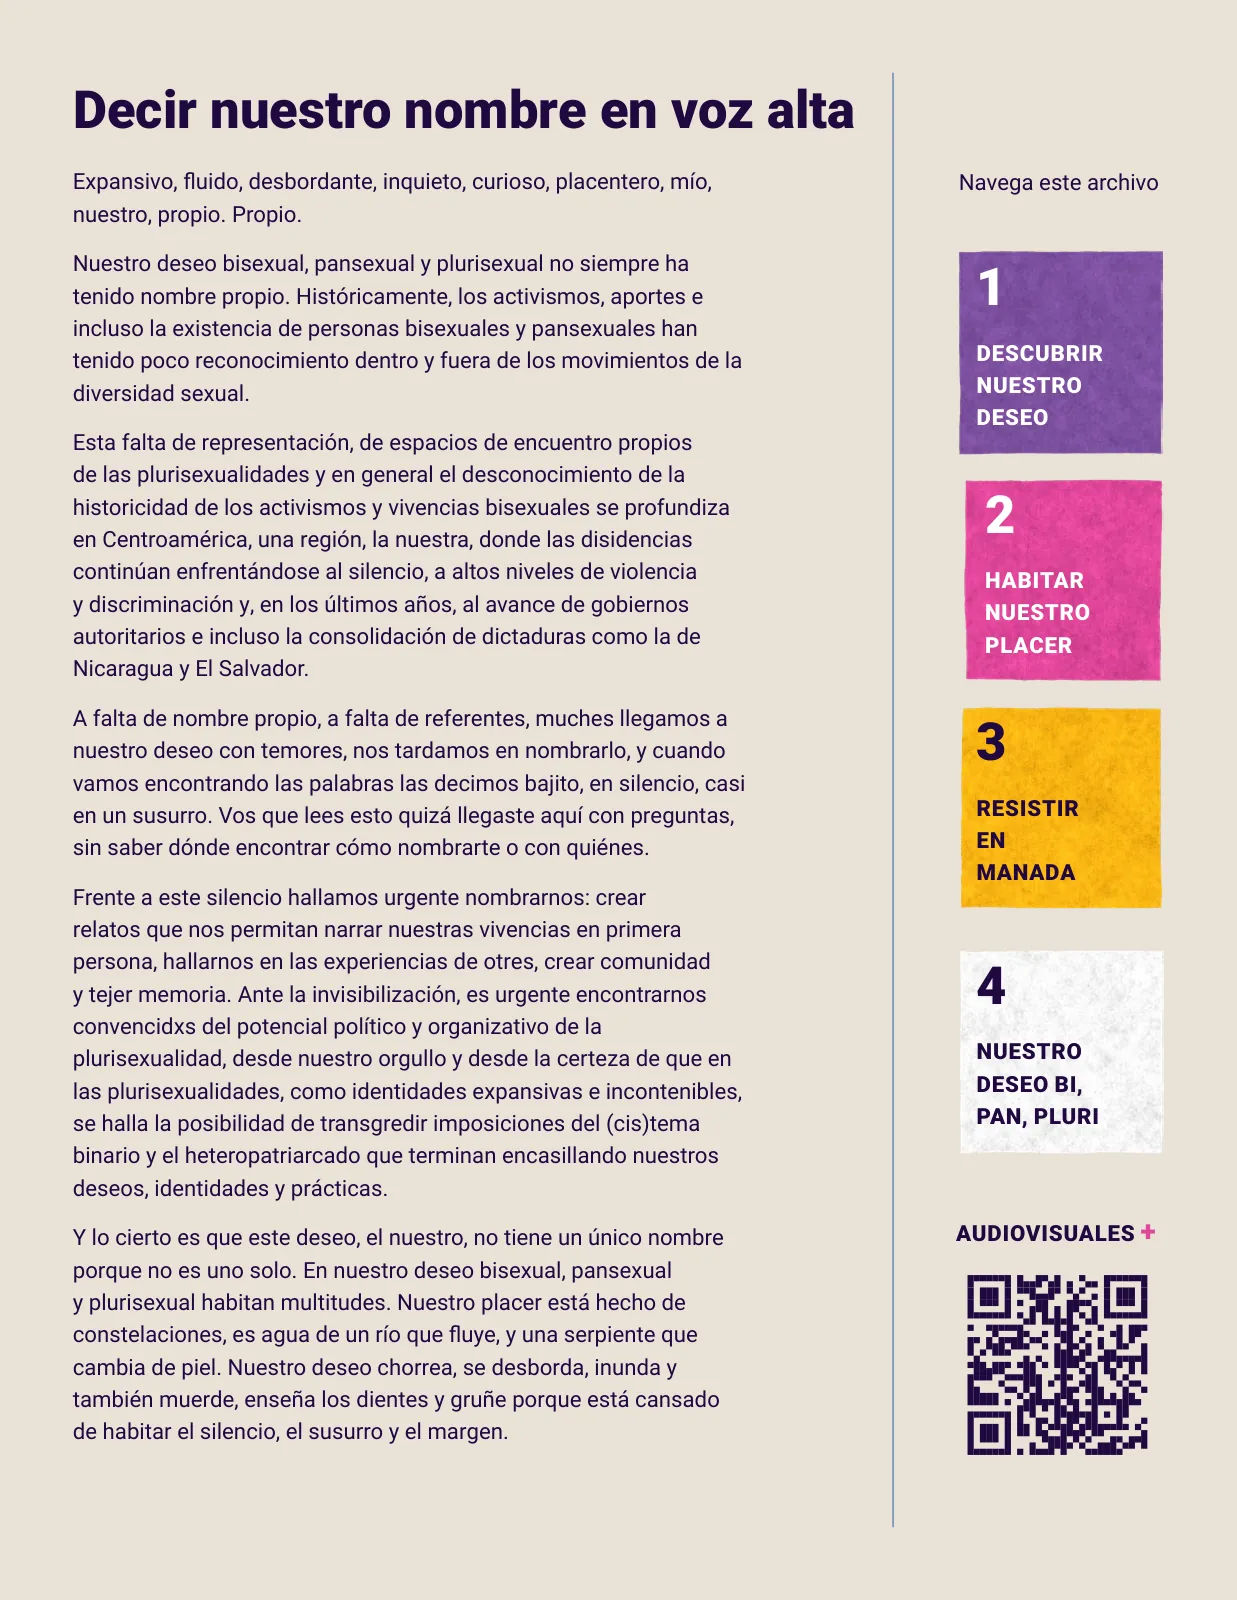 Decir nuestro nombre en voz alta
Expansivo, fluido, desbordante, inquieto, curioso, placentero, mío,
nuestro, propio. Propio.
Nuestro deseo bisexual, pansexual y plurisexual no siempre ha
tenido nombre propio. Históricamente, los activismos, aportes e
incluso la existencia de personas bisexuales y pansexuales han
tenido poco reconocimiento dentro y fuera de los movimientos de la
diversidad sexual.
Esta falta de representación, de espacios de encuentro propios
de las plurisexualidades y en general el desconocimiento de la
historicidad de los activismos y vivencias bisexuales se profundiza
en Centroamérica, una región, la nuestra, donde las disidencias
continúan enfrentándose al silencio, a altos niveles de violencia
y discriminación y, en los últimos años, al avance de gobiernos
autoritarios e incluso la consolidación de dictaduras como la de
Nicaragua y El Salvador.
A falta de nombre propio, a falta de referentes, muches llegamos a
nuestro deseo con temores, nos tardamos en nombrarlo, y cuando
vamos encontrando las palabras las decimos bajito, en silencio, casi
en un susurro. Vos que lees esto quizá llegaste aquí con preguntas,
sin saber dónde encontrar cómo nombrarte o con quiénes.
Frente a este silencio hallamos urgente nombrarnos: crear
relatos que nos permitan narrar nuestras vivencias en primera
persona, hallarnos en las experiencias de otres, crear comunidad
y tejer memoria. Ante la invisibilización, es urgente encontrarnos
convencidxs del potencial político y organizativo de la
plurisexualidad, desde nuestro orgullo y desde la certeza de que en
las plurisexualidades, como identidades expansivas e incontenibles,
se halla la posibilidad de transgredir imposiciones del (cis)tema
binario y el heteropatriarcado que terminan encasillando nuestros
deseos, identidades y prácticas.
Y lo cierto es que este deseo, el nuestro, no tiene un único nombre
porque no es uno solo. En nuestro deseo bisexual, pansexual
y plurisexual habitan multitudes. Nuestro placer está hecho de
constelaciones, es agua de un río que fluye, y una serpiente que
cambia de piel. Nuestro deseo chorrea, se desborda, inunda y
también muerde, enseña los dientes y gruñe porque está cansado
de habitar el silencio, el susurro y el margen.
Navega este archivo
1
DESCUBRIR
NUESTRO
DESEO
2
HABITAR
NUESTRO
PLACER
3
RESISTIR
EN
MANADA
4
NUESTRO
DESEO BI,
PAN, PLURI
AUDIOVISUALES +